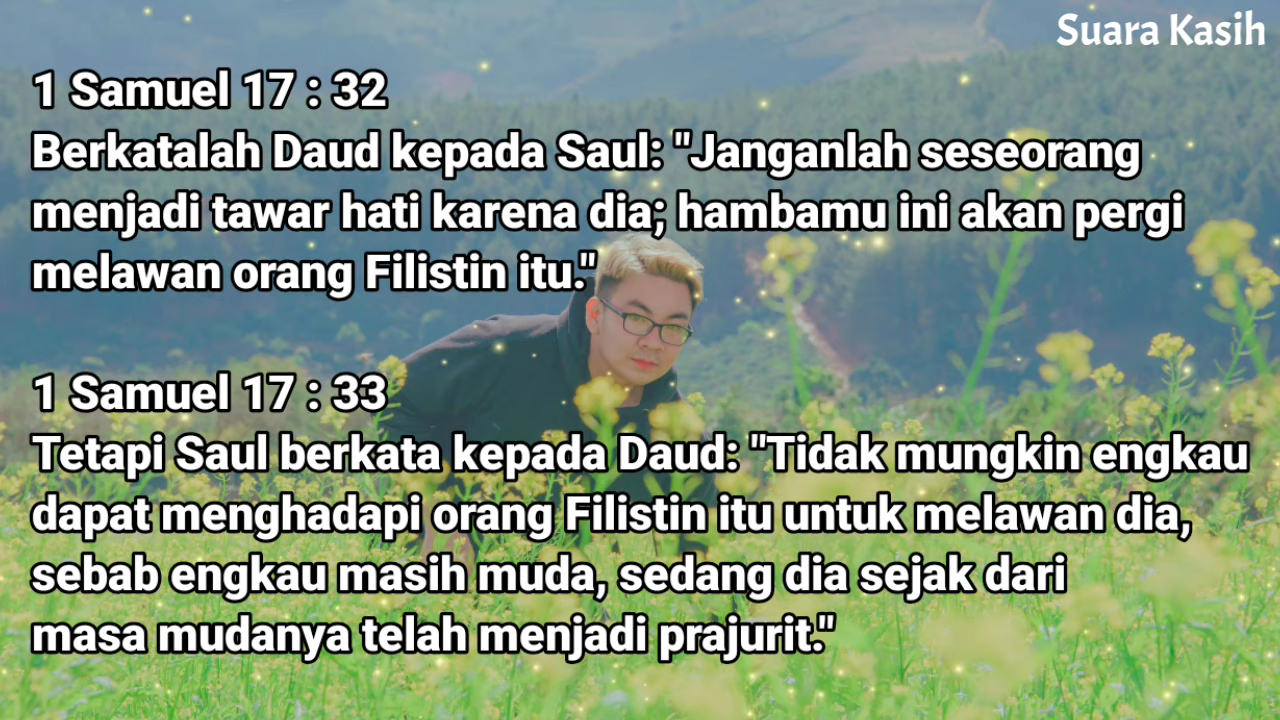 Suara Kasih
1 Samuel 17 : 32
Berkatalah Daud kepada Saul: "Janganlah seseorang
menjadi tawar hati karena dia; hambamu ini akan pergi
melawan orang Filistin itu."
1 Samuel 17 : 33
Tetapi Saul berkata kepada Daud: "Tidak mungkin engkau
dapat menghadapi orang Filistin itu untuk melawan dia,
sebab engkau masih muda, sedang dia sejak dari
masa mudanya telah menjadi prajurit."